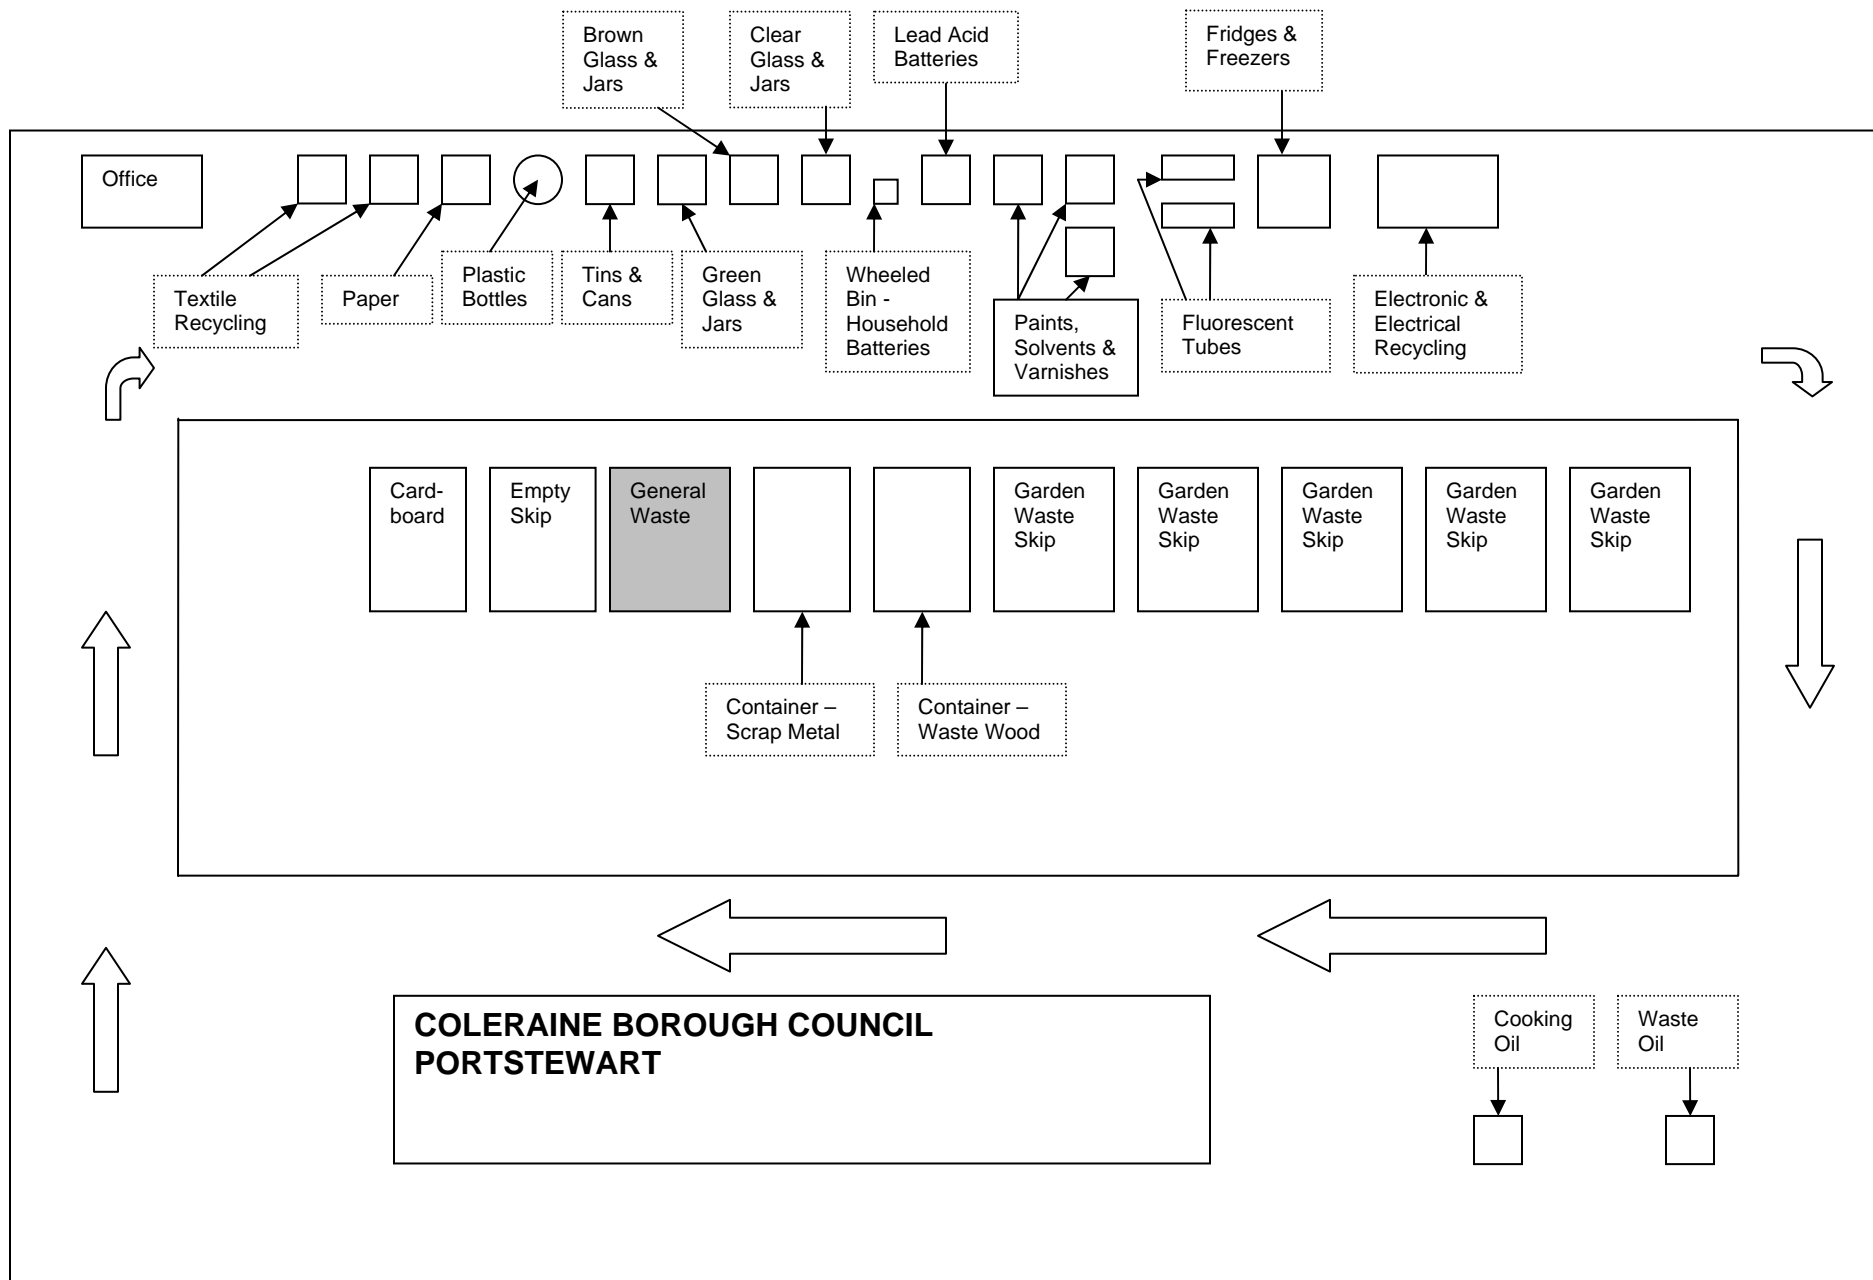 Brown
Glass &
Jars
Clear
Glass &
Jars
Lead Acid
Batteries
Fridges &
Freezers
Office
Textile
Recycling
Paper
Plastic
Bottles
Tins &
Cans
Green
Glass &
Jars
Wheeled
Bin -
Household
Batteries
Paints,
Solvents &
Varnishes
Fluorescent
Tubes
Electronic &
Electrical
Recycling
Card-
board
Empty
Skip
General
Waste
Garden
Waste
Skip
Garden
Waste
Skip
Garden
Waste
Skip
Garden
Waste
Skip
Garden
Waste
Skip
Container –
Scrap Metal
Container –
Waste Wood
COLERAINE BOROUGH COUNCIL
PORTSTEWART
Cooking
Oil
Waste
Oil